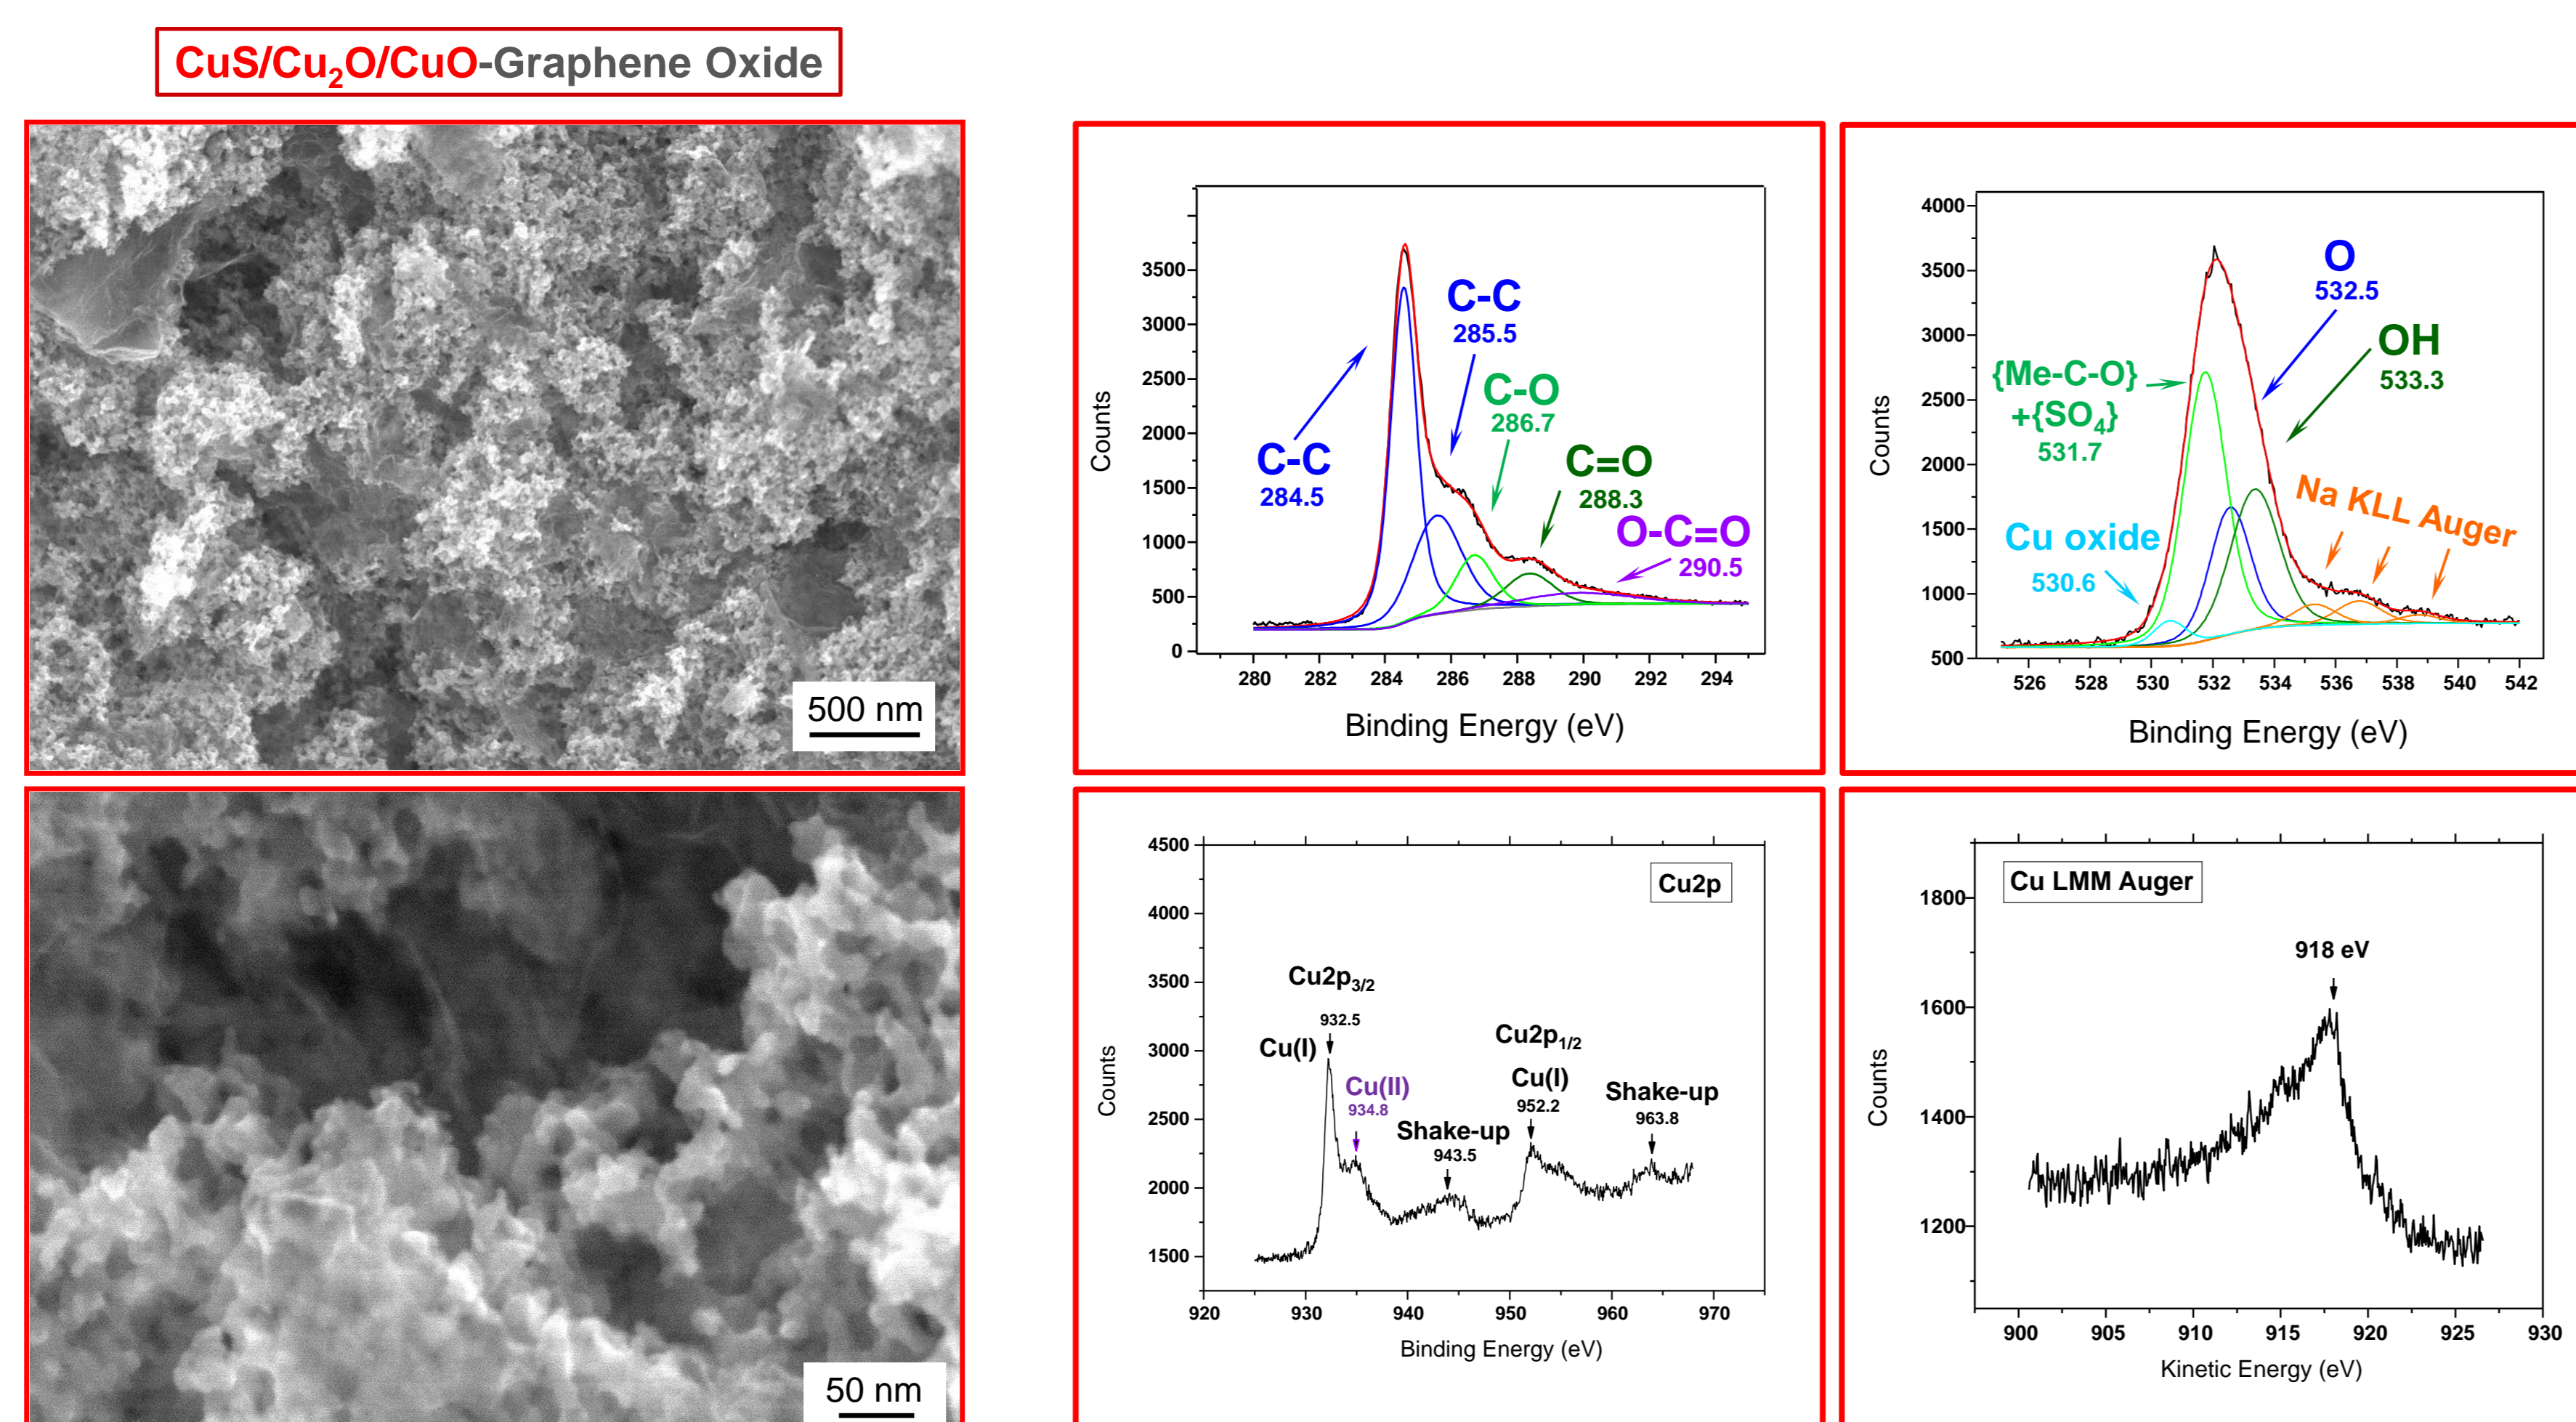 CuS/Cu₂O/CuO-Graphene Oxide
500 nm
50 nm
Counts
3500
3000
2500
2000
1500
1000
500
0
C-C
284.5
C-C
285.5
C-O
286.7
C=O
288.3
O-C=O
290.5
280 282 284 286 288 290 292 294
Binding Energy (eV)
Counts
4000
3500
3000
2500
2000
1500
1000
500
O
532.5
OH
533.3
{Me-C-O}
+{SO₄}
531.7
Cu oxide
530.6
Na KLL Auger
526 528 530 532 534 536 538 540 542
Binding Energy (eV)
Counts
4500
4000
3500
3000
2500
2000
1500
Cu2p
Cu2p3/2
932.5
Cu(I)
Cu(II)
934.8
Shake-up
943.5
Cu2p1/2
Cu(I)
952.2
Shake-up
963.8
920 930 940 950 960 970
Binding Energy (eV)
Counts
1800
1600
1400
1200
Cu LMM Auger
918 eV
900 905 910 915 920 925 930
Kinetic Energy (eV)